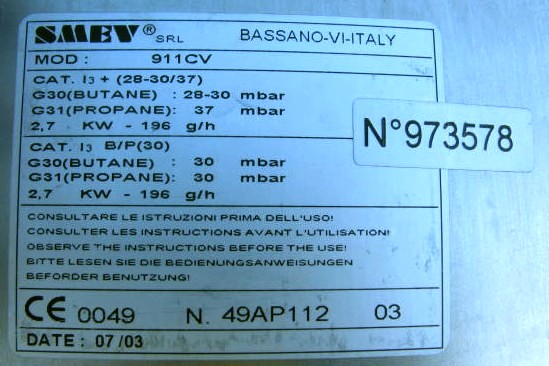 SMEV® SRL BASSANO-VI-ITALY
MOD : 911CV
CAT. I3 + (28-30/37)
G30(BUTANE) : 28-30 mbar
G31(PROPANE): 37 mbar
2,7 KW - 196 g/h
N°973578
CAT. I3 B/P(30)
G30(BUTANE) : 30 mbar
G31(PROPANE): 30 mbar
2,7 KW - 196 g/h
CONSULTARE LE ISTRUZIONI PRIMA DELL'USO!
CONSULTER LES INSTRUCTIONS AVANT L'UTILISATION!
OBSERVE THE INSTRUCTIONS BEFORE THE USE!
BITTE LESEN SIE DIE BEDIENUNGSANWEISUNGEN
BEFORDER BENUTZUNG!
CE 0049 N. 49AP112 03
DATE : 07/03